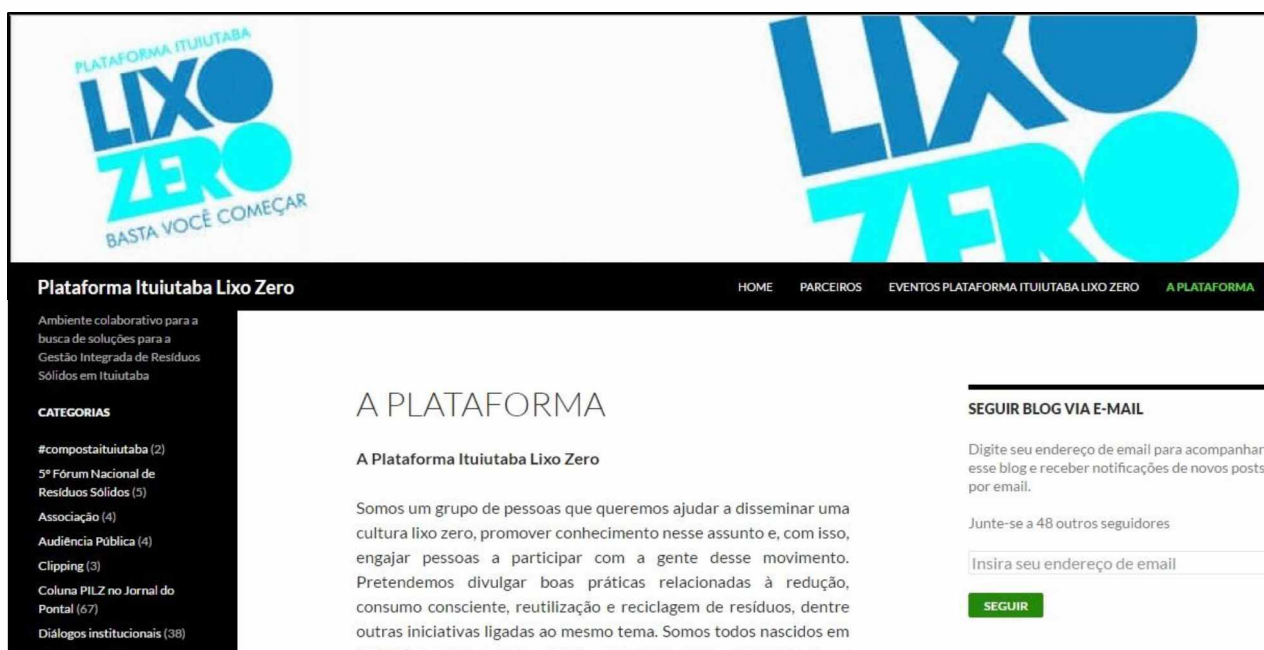 PLATAFORMA ITUIUTABA
LIXO
ZERO
BASTA VOCÊ COMEÇAR
LIXO
ZERO
Plataforma Ituiutaba Lixo Zero
HOME PARCEIROS EVENTOS PLATAFORMA ITUIUTABA LIXO ZERO A PLATAFORMA
Ambiente colaborativo para a
busca de soluções para a
Gestão Integrada de Resíduos
Sólidos em Ituiutaba
CATEGORIAS
#compostaituiutaba (2)
5º Fórum Nacional de
Resíduos Sólidos (5)
Associação (4)
Audiência Pública (4)
Clipping (3)
Coluna PILZ no Jornal do
Pontal (67)
Diálogos institucionais (38)
A PLATAFORMA
A Plataforma Ituiutaba Lixo Zero
Somos um grupo de pessoas que queremos ajudar a disseminar uma
cultura lixo zero, promover conhecimento nesse assunto e, com isso,
engajar pessoas a participar com a gente desse movimento.
Pretendemos divulgar boas práticas relacionadas à redução,
consumo consciente, reutilização e reciclagem de resíduos, dentre
outras iniciativas ligadas ao mesmo tema. Somos todos nascidos em
SEGUIR BLOG VIA E-MAIL
Digite seu endereço de email para acompanhar
esse blog e receber notificações de novos posts
por email.
Junte-se a 48 outros seguidores
Insira seu endereço de email
SEGUIR